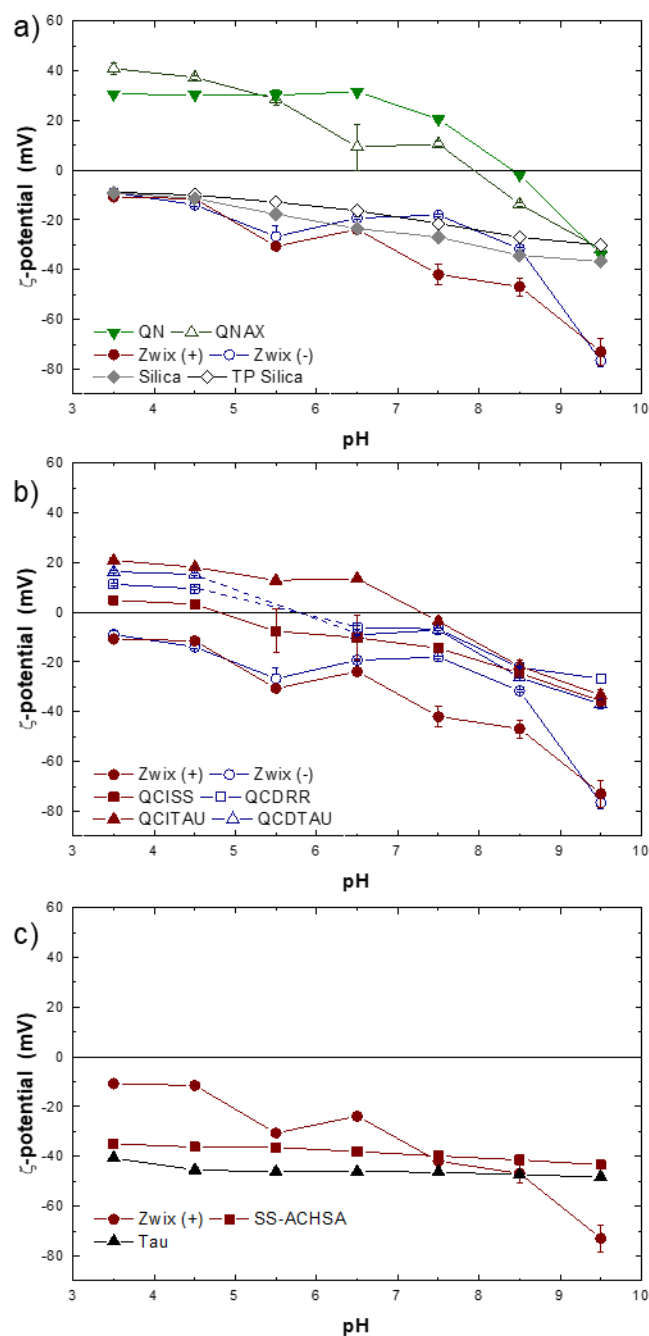 a)
60
40
20
0
-20
-40
-60
-80
ζ-potential (mV)
QN QNAX
Zwix (+) Zwix (-)
Silica TP Silica
3 4 5 6 7 8 9 10
pH
b)
60
40
20
0
-20
-40
-60
-80
ζ-potential (mV)
Zwix (+) Zwix (-)
QCISS QCDRR
QCITAU QCDTAU
3 4 5 6 7 8 9 10
pH
c)
60
40
20
0
-20
-40
-60
-80
ζ-potential (mV)
Zwix (+) SS-ACHSA
Tau
3 4 5 6 7 8 9 10
pH